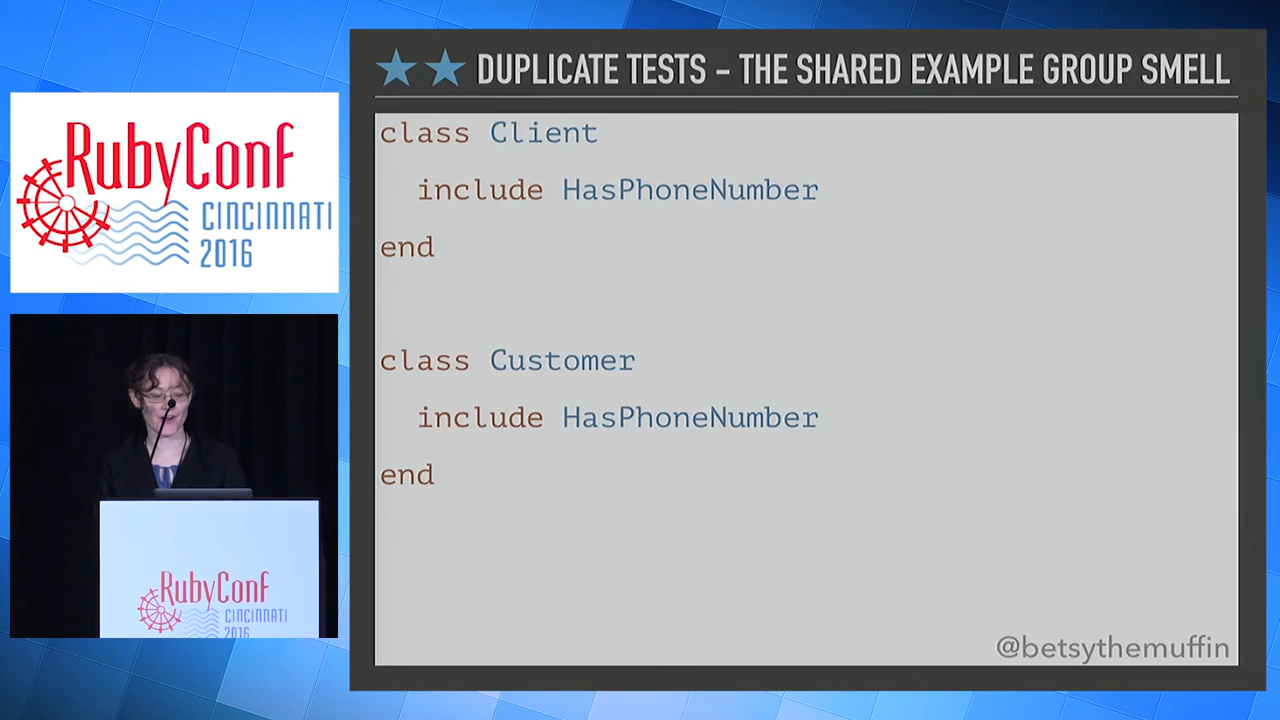 RubyConf
CINCINNATI
2016
RubyConf
CINCINNATI
2016
★★ DUPLICATE TESTS – THE SHARED EXAMPLE GROUP SMELL
class Client
  include HasPhoneNumber
end
class Customer
  include HasPhoneNumber
end
@betsythemuffin